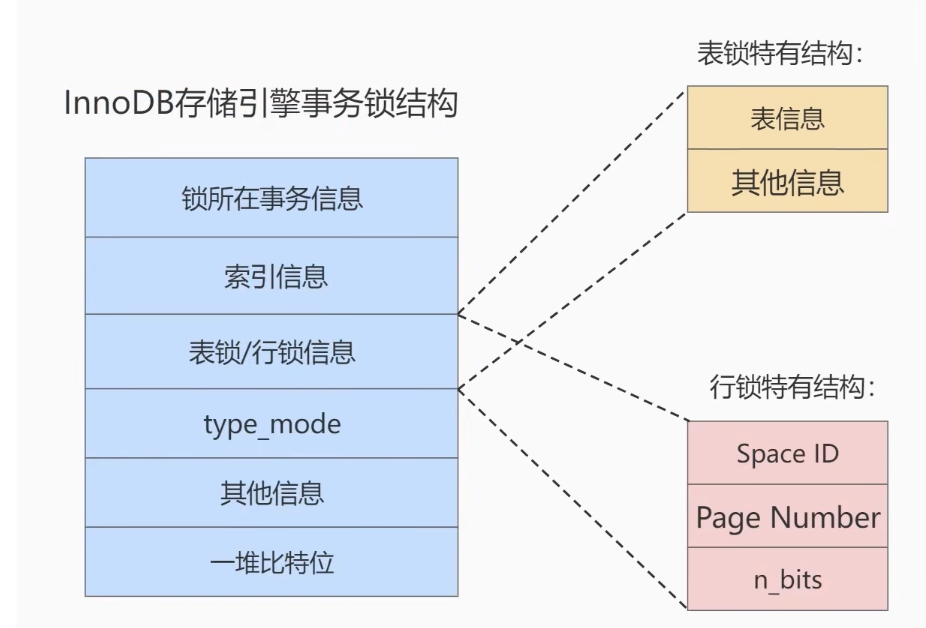 InnoDB存储引擎事务锁结构
锁所在事务信息
索引信息
表锁/行锁信息
type_mode
其他信息
一堆比特位
表锁特有结构：
表信息
其他信息
行锁特有结构：
Space ID
Page Number
n_bits